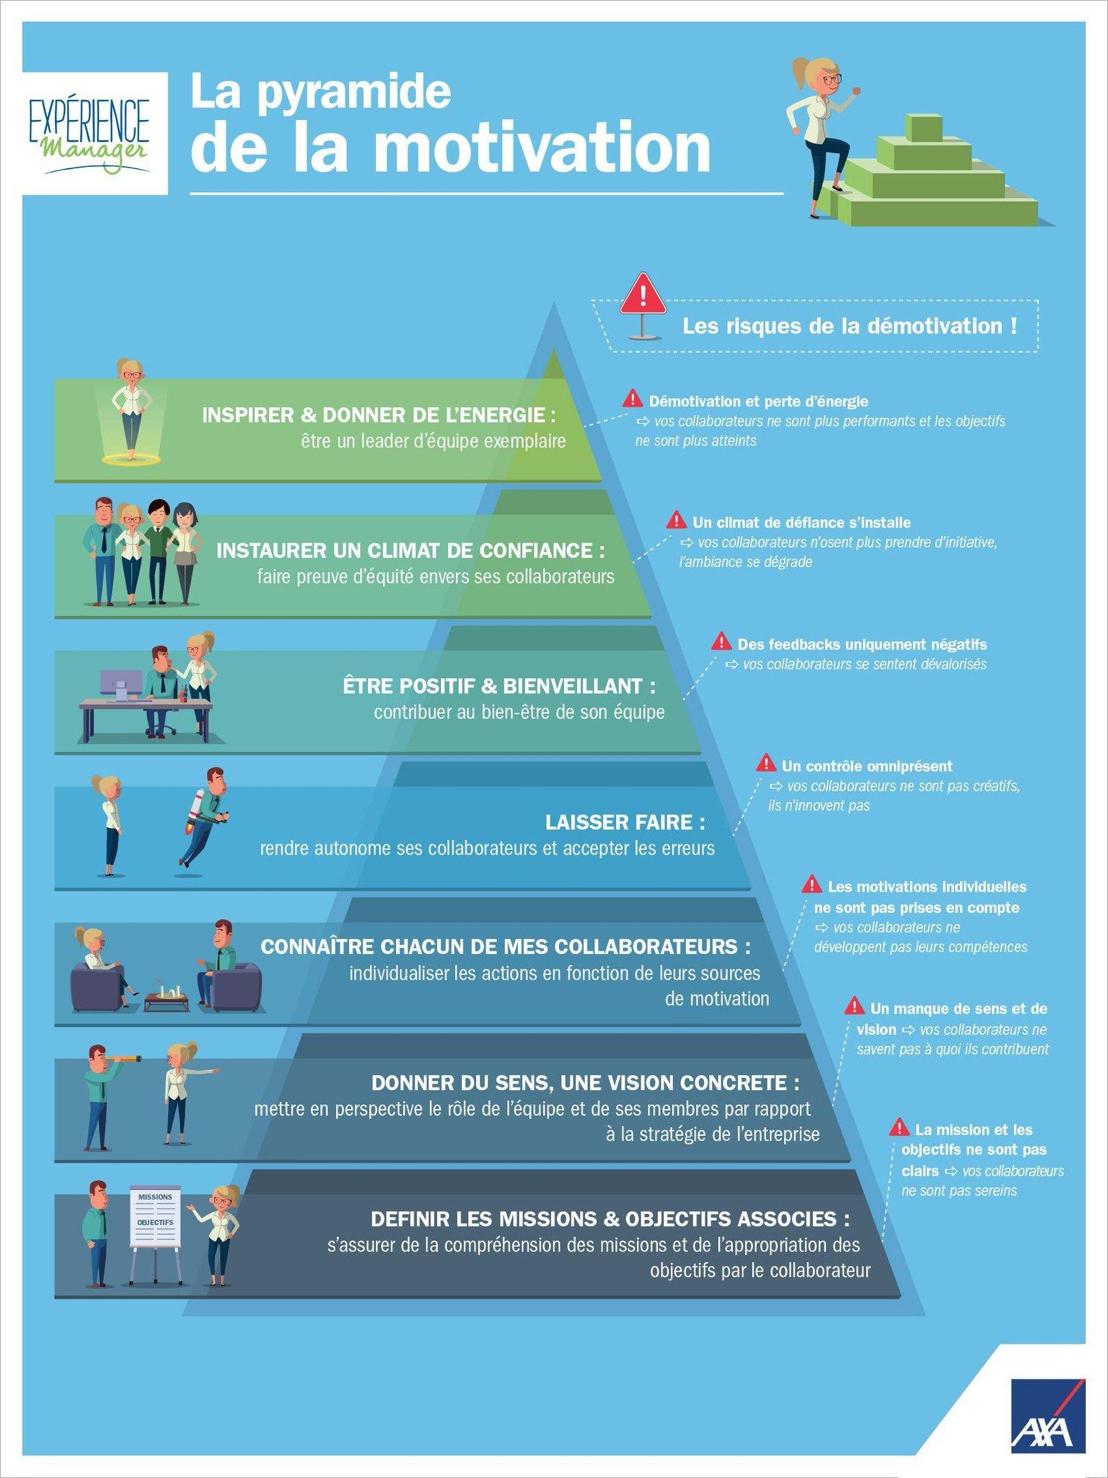 EXPÉRIENCE
Manager
La pyramide
de la motivation
Les risques de la démotivation !
INSPIRER & DONNER DE L'ENERGIE :
être un leader d'équipe exemplaire
Démotivation et perte d'énergie
⇨ vos collaborateurs ne sont plus performants et les objectifs
ne sont plus atteints
INSTAURER UN CLIMAT DE CONFIANCE :
faire preuve d'équité envers ses collaborateurs
Un climat de défiance s'installe
⇨ vos collaborateurs n'osent plus prendre d'initiative,
l'ambiance se dégrade
ÊTRE POSITIF & BIENVEILLANT :
contribuer au bien-être de son équipe
Des feedbacks uniquement négatifs
⇨ vos collaborateurs se sentent dévalorisés
LAISSER FAIRE :
rendre autonome ses collaborateurs et accepter les erreurs
Un contrôle omniprésent
⇨ vos collaborateurs ne sont pas créatifs,
ils n'innovent pas
CONNAÎTRE CHACUN DE MES COLLABORATEURS :
individualiser les actions en fonction de leurs sources
de motivation
Les motivations individuelles
ne sont pas prises en compte
⇨ vos collaborateurs ne
développent pas leurs compétences
DONNER DU SENS, UNE VISION CONCRETE :
mettre en perspective le rôle de l'équipe et de ses membres par rapport
à la stratégie de l'entreprise
Un manque de sens et de
vision ⇨ vos collaborateurs ne
savent pas à quoi ils contribuent
MISSIONS
OBJECTIFS
DEFINIR LES MISSIONS & OBJECTIFS ASSOCIES :
s'assurer de la compréhension des missions et de l'appropriation des
objectifs par le collaborateur
La mission et les
objectifs ne sont pas
clairs ⇨ vos collaborateurs
ne sont pas sereins
AXA